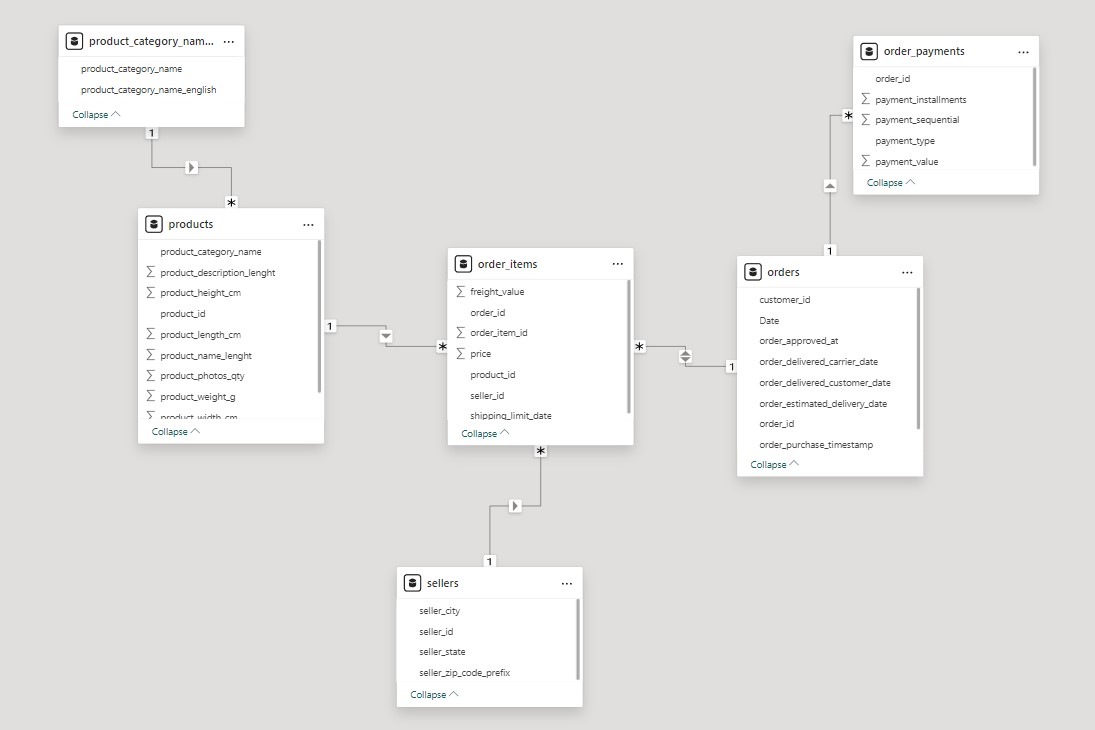 product_category_nam... ...
product_category_name
product_category_name_english
Collapse
1
*
products ...
product_category_name
product_description_lenght
product_height_cm
product_id
product_length_cm
product_name_lenght
product_photos_qty
product_weight_g
product_width_cm
Collapse
1
*
order_items ...
freight_value
order_id
order_item_id
price
product_id
seller_id
shipping_limit_date
Collapse
*
1
*
1
sellers ...
seller_city
seller_id
seller_state
seller_zip_code_prefix
Collapse
orders ...
customer_id
Date
order_approved_at
order_delivered_carrier_date
order_delivered_customer_date
order_estimated_delivery_date
order_id
order_purchase_timestamp
Collapse
1
*
order_payments ...
order_id
payment_installments
payment_sequential
payment_type
payment_value
Collapse